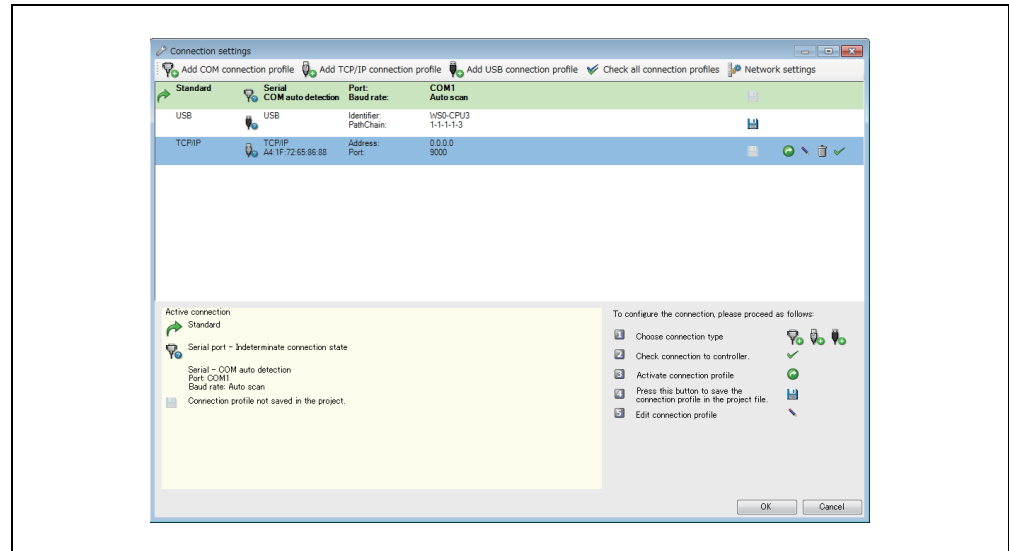 Connection settings
Add COM connection profile Add TCP/IP connection profile Add USB connection profile Check all connection profiles Network settings
Standard Serial Port: COM1
COM auto detection Baud rate: Auto scan
USB USB Identifier: WS0-CPU3
PathChain: 1-1-1-1-3
TCP/IP TCP/IP Address: 0.0.0.0
A4:1F:72:65:86:88 Port: 9000
Active connection
Standard
Serial port - Indeterminate connection state
Serial - COM auto detection
Port: COM1
Baud rate: Auto scan
Connection profile not saved in the project.
To configure the connection, please proceed as follows:
1 Choose connection type
2 Check connection to controller.
3 Activate connection profile
4 Press this button to save the
connection profile in the project file.
5 Edit connection profile
OK Cancel